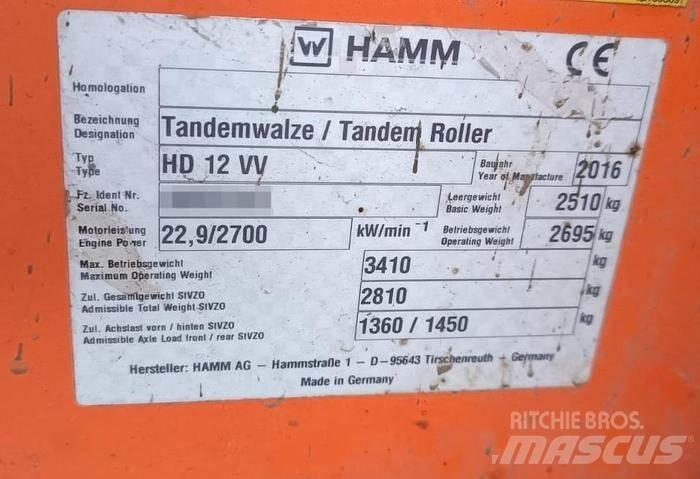 W HAMM CE
Homologation
Bezeichnung
Designation
Tandemwalze / Tandem Roller
Typ
Type
HD 12 VV
Baujahr
Year of Manufacture
2016
Fz. Ident Nr.
Serial No.
Leergewicht
Basic Weight
2510 kg
Motorleistung
Engine Power
22,9/2700
kW/min -1
Betriebsgewicht
Operating Weight
2695 kg
Max. Betriebsgewicht
Maximum Operating Weight
3410 kg
Zul. Gesamtgewicht StVZO
Admissible Total Weight StVZO
2810 kg
Zul. Achslast vorn / hinten StVZO
Admissible Axle Load front / rear StVZO
1360 / 1450 kg
Hersteller: HAMM AG – Hammstraße 1 – D–95643 Tirschenreuth – Germany
Made in Germany
RITCHIE BROS.
MASCUS